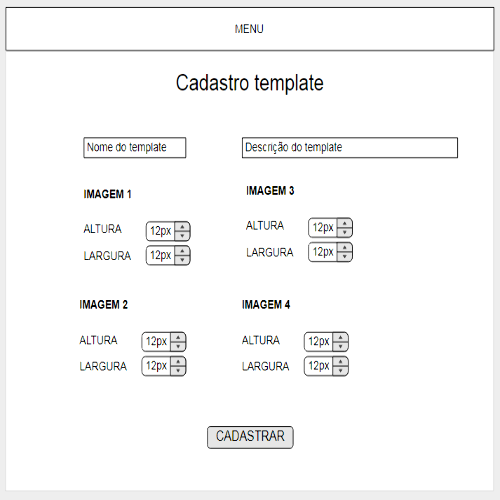 MENU
Cadastro template
Nome do template
Descrição do template
IMAGEM 1
ALTURA 12px
LARGURA 12px
IMAGEM 3
ALTURA 12px
LARGURA 12px
IMAGEM 2
ALTURA 12px
LARGURA 12px
IMAGEM 4
ALTURA 12px
LARGURA 12px
CADASTRAR